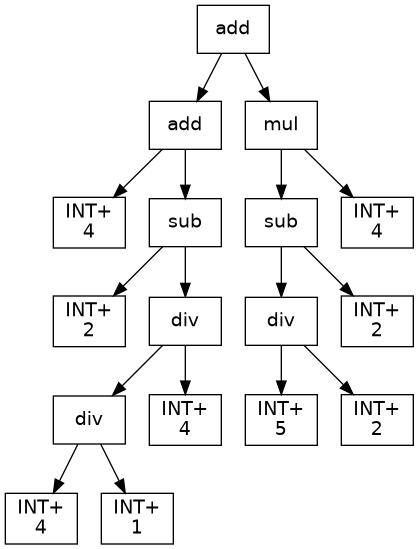 add
add
mul
INT+
4
sub
sub
INT+
4
INT+
2
div
div
INT+
2
div
INT+
4
INT+
5
INT+
2
INT+
4
INT+
1